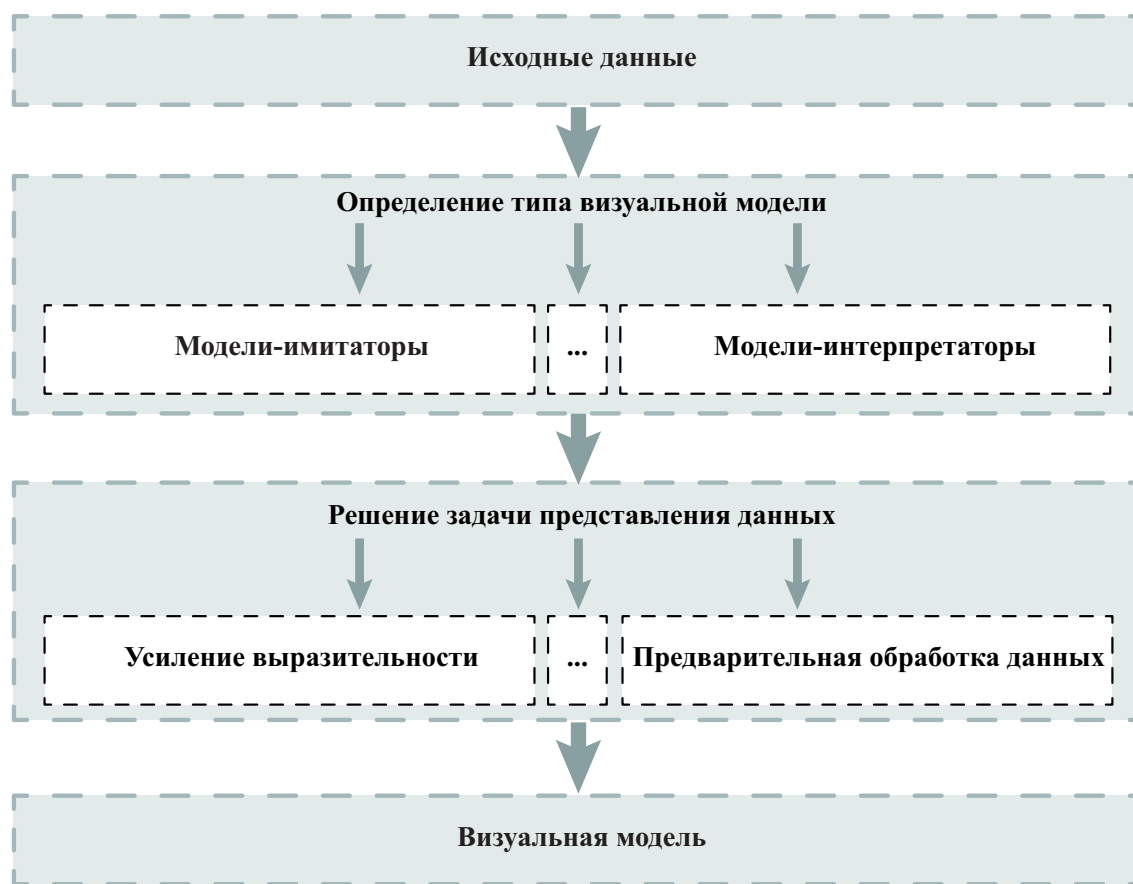 Исходные данные
Определение типа визуальной модели
Модели-имитаторы
...
Модели-интерпретаторы
Решение задачи представления данных
Усиление выразительности
...
Предварительная обработка данных
Визуальная модель